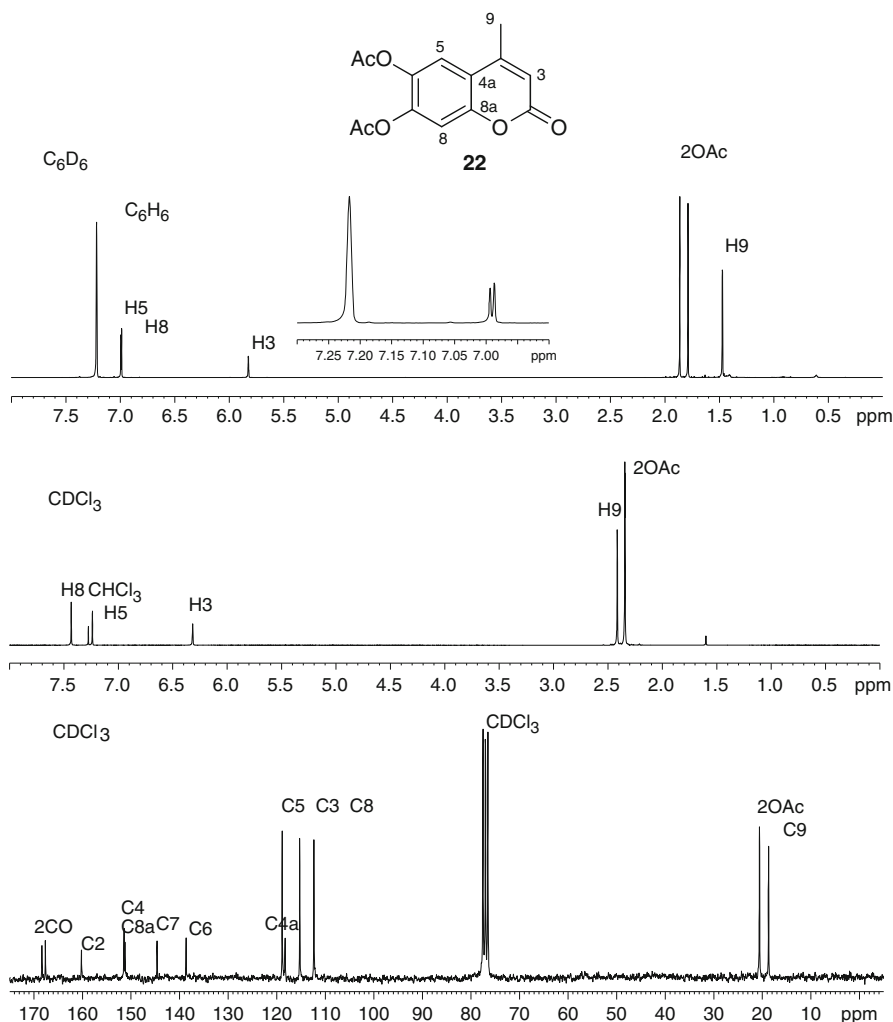 9
AcO 5 3
4a
8a
AcO 8 O O
22
C6D6
2OAc
C6H6
H9
H5
H8
H3
7.25 7.20 7.15 7.10 7.05 7.00 ppm
7.5 7.0 6.5 6.0 5.5 5.0 4.5 4.0 3.5 3.0 2.5 2.0 1.5 1.0 0.5 ppm
CDCl3
2OAc
H9
H8 CHCl3
H5
H3
7.5 7.0 6.5 6.0 5.5 5.0 4.5 4.0 3.5 3.0 2.5 2.0 1.5 1.0 0.5 ppm
CDCl3
CDCl3
C5 C3 C8
2OAc
C9
C4
2CO C8a C7 C6 C4a
C2
170 160 150 140 130 120 110 100 90 80 70 60 50 40 30 20 10 ppm